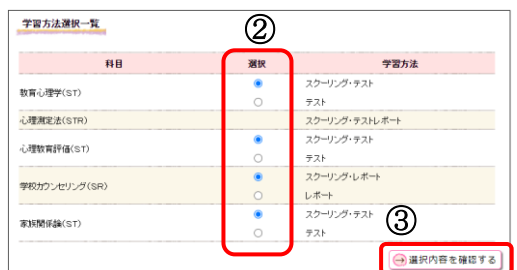 学習方法選択一覧
②
科目 選択 学習方法
教育心理学(ST) スクーリング・テスト
テスト
心理測定法(STR) スクーリング・テストレポート
心理教育評価(ST) スクーリング・テスト
テスト
学校カウンセリング(SR) スクーリング・レポート
レポート
家族関係論(ST) スクーリング・テスト
テスト
③
選択内容を確認する